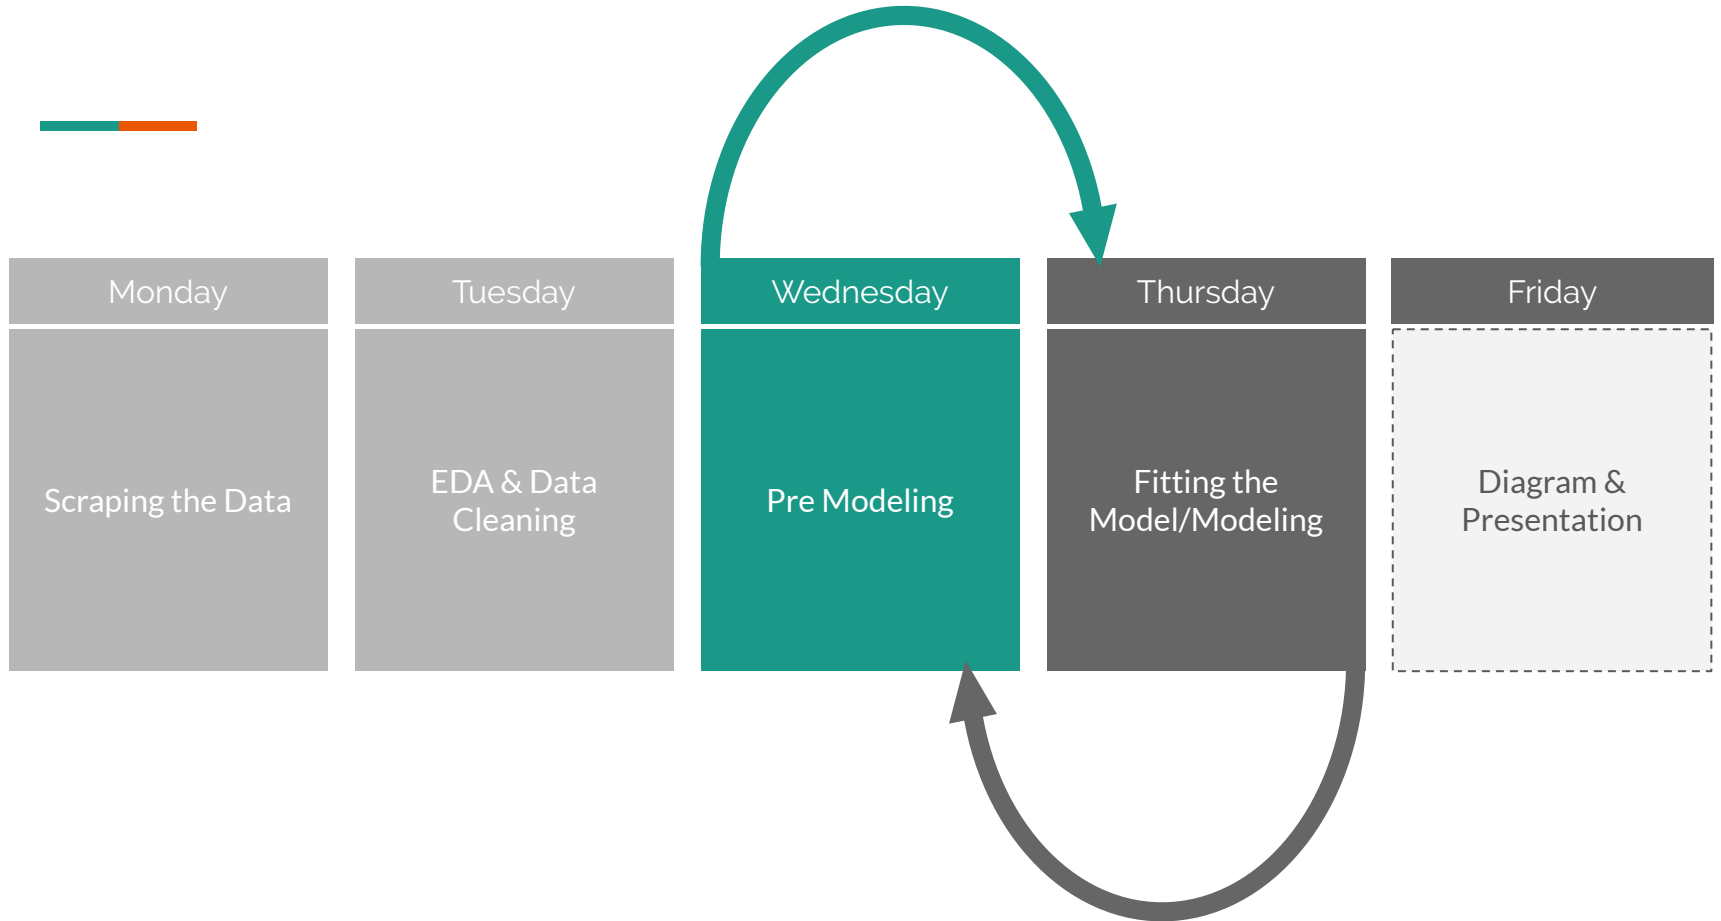 Monday
Tuesday
Wednesday
Thursday
Friday
Scraping the Data
EDA & Data
Cleaning
Pre Modeling
Fitting the
Model/Modeling
Diagram &
Presentation